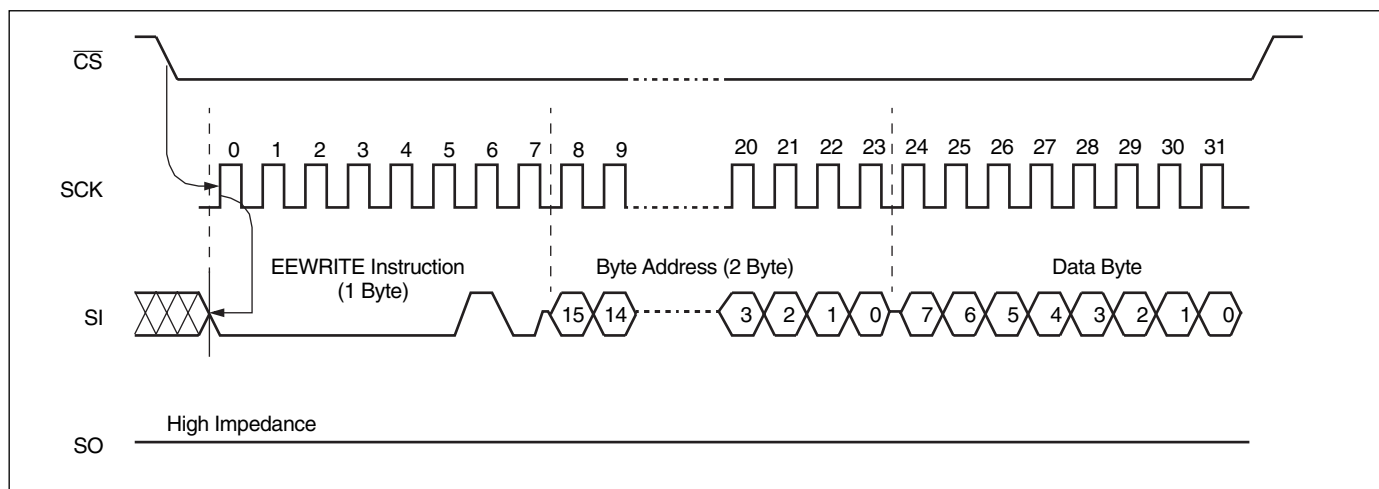 CS
0 1 2 3 4 5 6 7 8 9 20 21 22 23 24 25 26 27 28 29 30 31
SCK
EEWRITE Instruction
(1 Byte)
Byte Address (2 Byte)
Data Byte
SI
15 14 3 2 1 0 7 6 5 4 3 2 1 0
High Impedance
SO